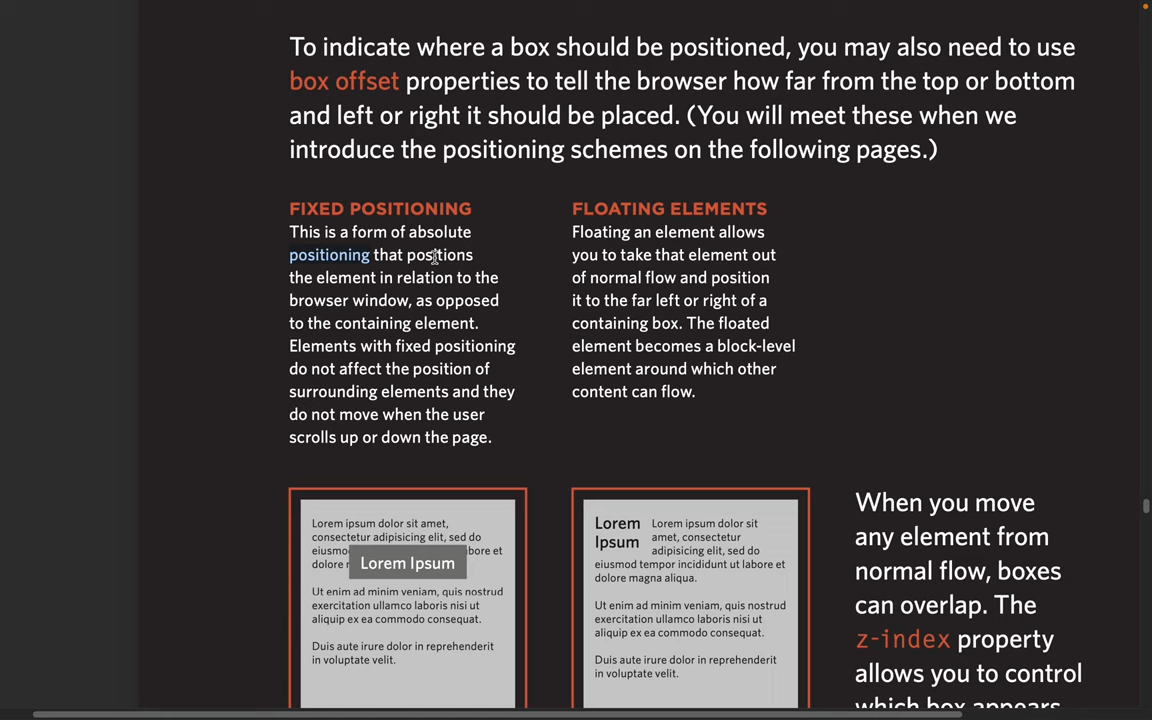 To indicate where a box should be positioned, you may also need to use
box offset properties to tell the browser how far from the top or bottom
and left or right it should be placed. (You will meet these when we
introduce the positioning schemes on the following pages.)
FIXED POSITIONING
This is a form of absolute
positioning that positions
the element in relation to the
browser window, as opposed
to the containing element.
Elements with fixed positioning
do not affect the position of
surrounding elements and they
do not move when the user
scrolls up or down the page.
FLOATING ELEMENTS
Floating an element allows
you to take that element out
of normal flow and position
it to the far left or right of a
containing box. The floated
element becomes a block-level
element around which other
content can flow.
Lorem ipsum dolor sit amet,
consectetur adipisicing elit, sed do
eiusmo
bore et
dolore
Lorem Ipsum
Ut enim ad minim veniam, quis nostrud
exercitation ullamco laboris nisi ut
aliquip ex ea commodo consequat.
Duis aute irure dolor in reprehenderit
in voluptate velit.
Lorem
Ipsum
Lorem ipsum dolor sit
amet, consectetur
adipisicing elit, sed do
eiusmod tempor incididunt ut labore et
dolore magna aliqua.
Ut enim ad minim veniam, quis nostrud
exercitation ullamco laboris nisi ut
aliquip ex ea commodo consequat.
Duis aute irure dolor in reprehenderit
in voluptate velit.
When you move
any element from
normal flow, boxes
can overlap. The
z-index property
allows you to control
which box appears